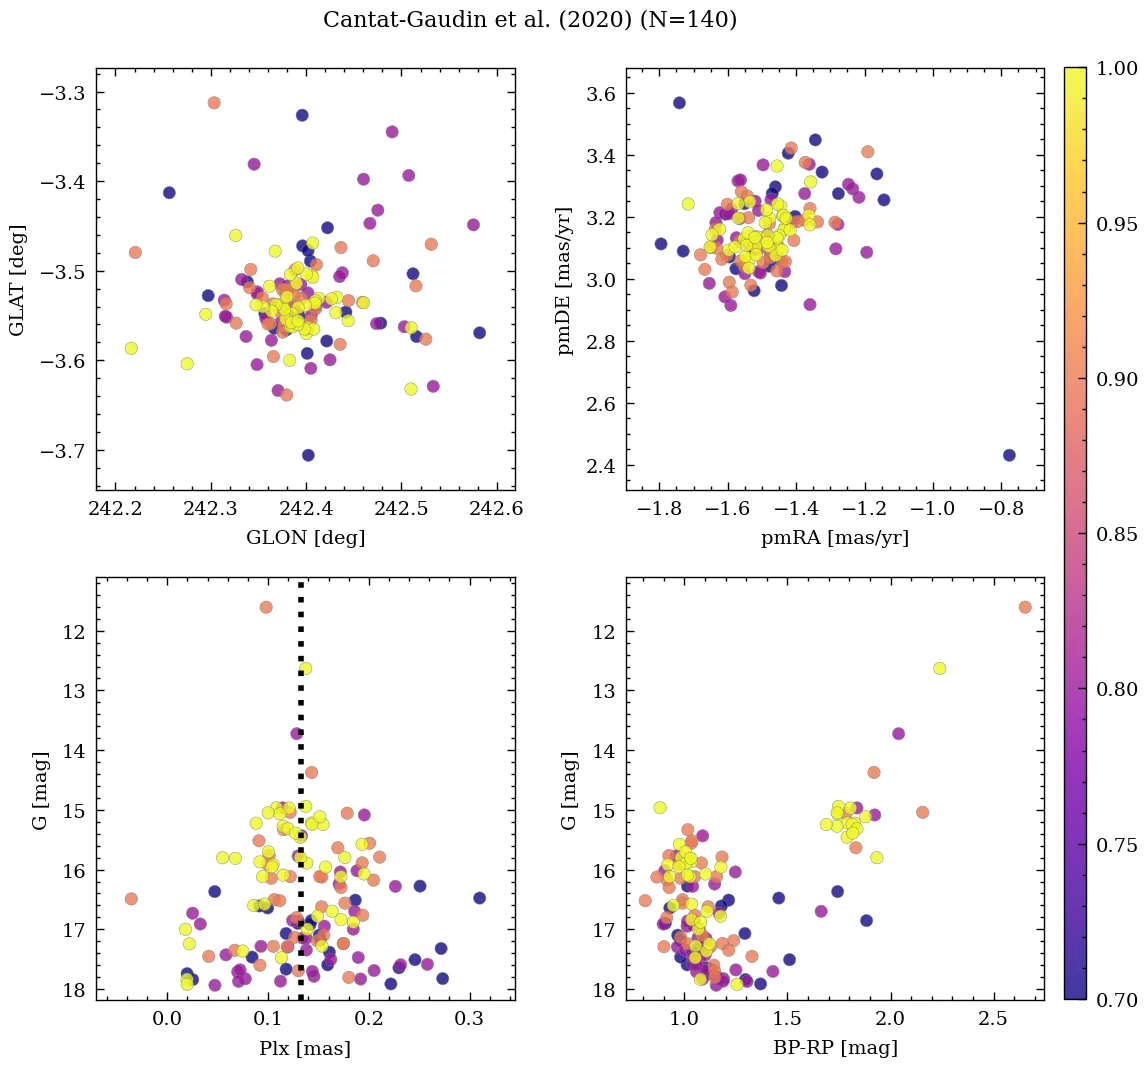 Cantat-Gaudin et al. (2020) (N=140)
−3.3
−3.4
−3.5
−3.6
−3.7
GLAT [deg]
242.2 242.3 242.4 242.5 242.6
GLON [deg]
3.6
3.4
3.2
3.0
2.8
2.6
2.4
pmDE [mas/yr]
−1.8 −1.6 −1.4 −1.2 −1.0 −0.8
pmRA [mas/yr]
12
13
14
15
16
17
18
G [mag]
0.0 0.1 0.2 0.3
Plx [mas]
12
13
14
15
16
17
18
G [mag]
1.0 1.5 2.0 2.5
BP-RP [mag]
1.00
0.95
0.90
0.85
0.80
0.75
0.70